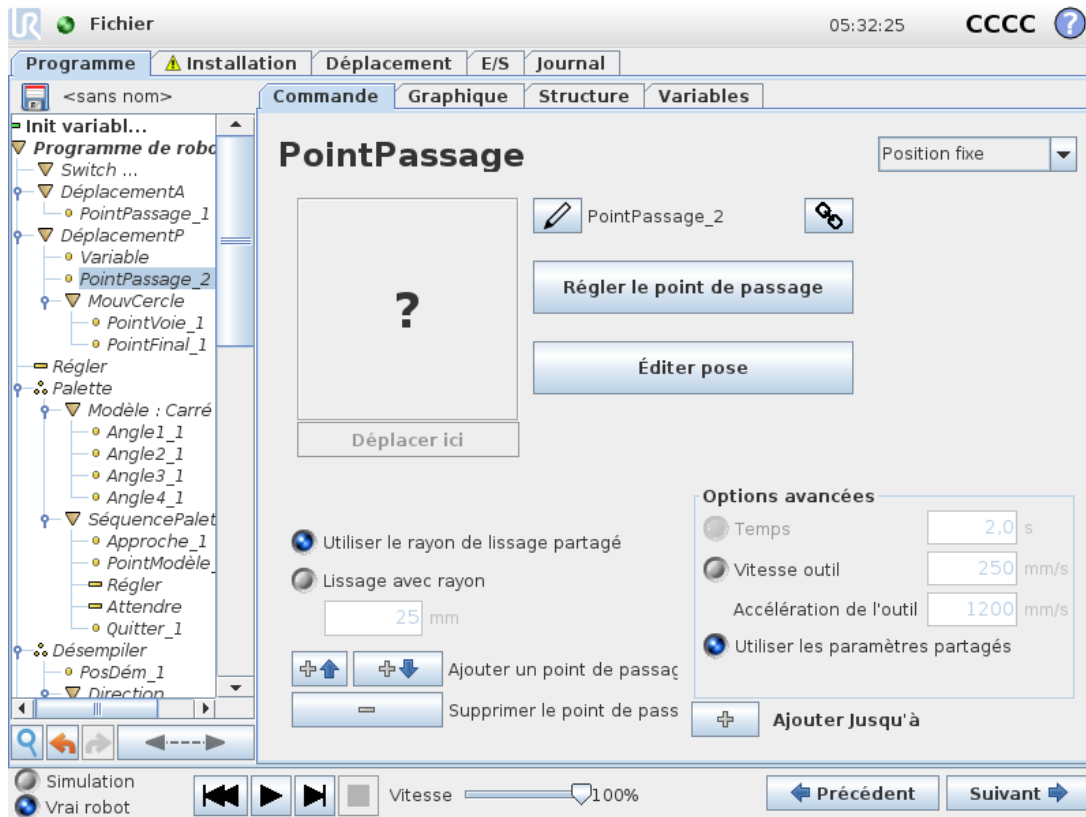 Fichier
05:32:25
CCCC
?
Programme
Installation
Déplacement
E/S
Journal
<sans nom>
Commande
Graphique
Structure
Variables
Init variabl...
Programme de robo
Switch ...
DéplacementA
PointPassage_1
DéplacementP
Variable
PointPassage_2
MouvCercle
PointVoie_1
PointFinal_1
Régler
Palette
Modèle : Carré
Angle1_1
Angle2_1
Angle3_1
Angle4_1
SéquencePalet
Approche_1
PointModèle_
Régler
Attendre
Quitter_1
Désempiler
PosDém_1
Direction
PointPassage
Position fixe
PointPassage_2
Régler le point de passage
?
Éditer pose
Déplacer ici
Utiliser le rayon de lissage partagé
Lissage avec rayon
25 mm
Ajouter un point de passag
Supprimer le point de pass
Options avancées
Temps 2,0 s
Vitesse outil 250 mm/s
Accélération de l'outil 1200 mm/s
Utiliser les paramètres partagés
Ajouter Jusqu'à
Simulation
Vrai robot
Vitesse 100%
Précédent
Suivant